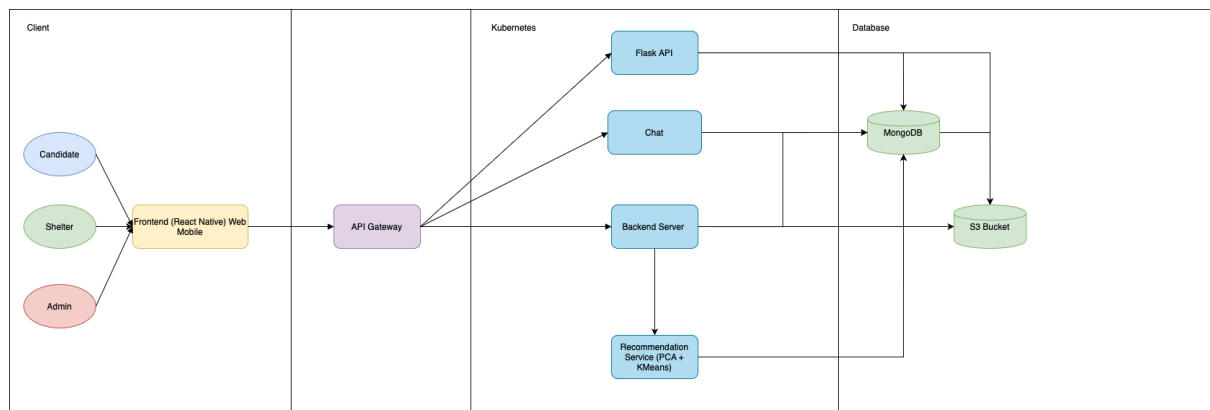 Client
Kubernetes
Database
Flask API
Chat
MongoDB
Candidate
Shelter
Admin
Frontend (React Native) Web
Mobile
API Gateway
Backend Server
S3 Bucket
Recommendation
Service (PCA +
KMeans)